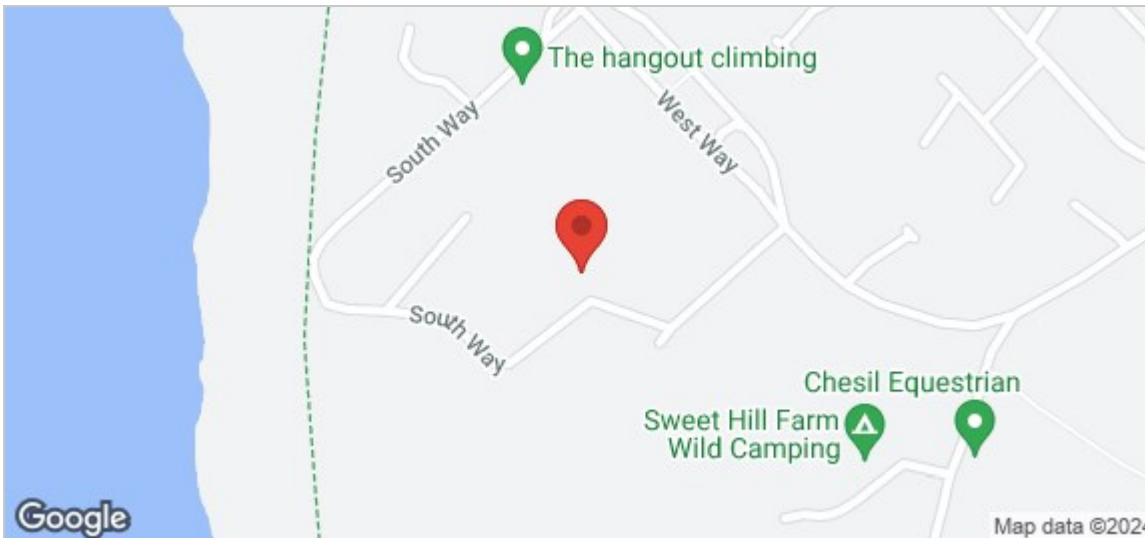 The hangout climbing
South Way
West Way
South Way
Chesil Equestrian
Sweet Hill Farm
Wild Camping
Google
Map data ©2024